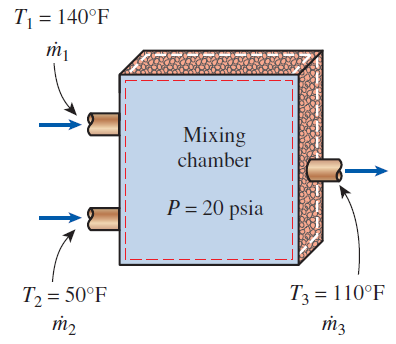 T₁ = 140°F
ṁ₁
Mixing
chamber
P = 20 psia
T₂ = 50°F
ṁ₂
T₃ = 110°F
ṁ₃